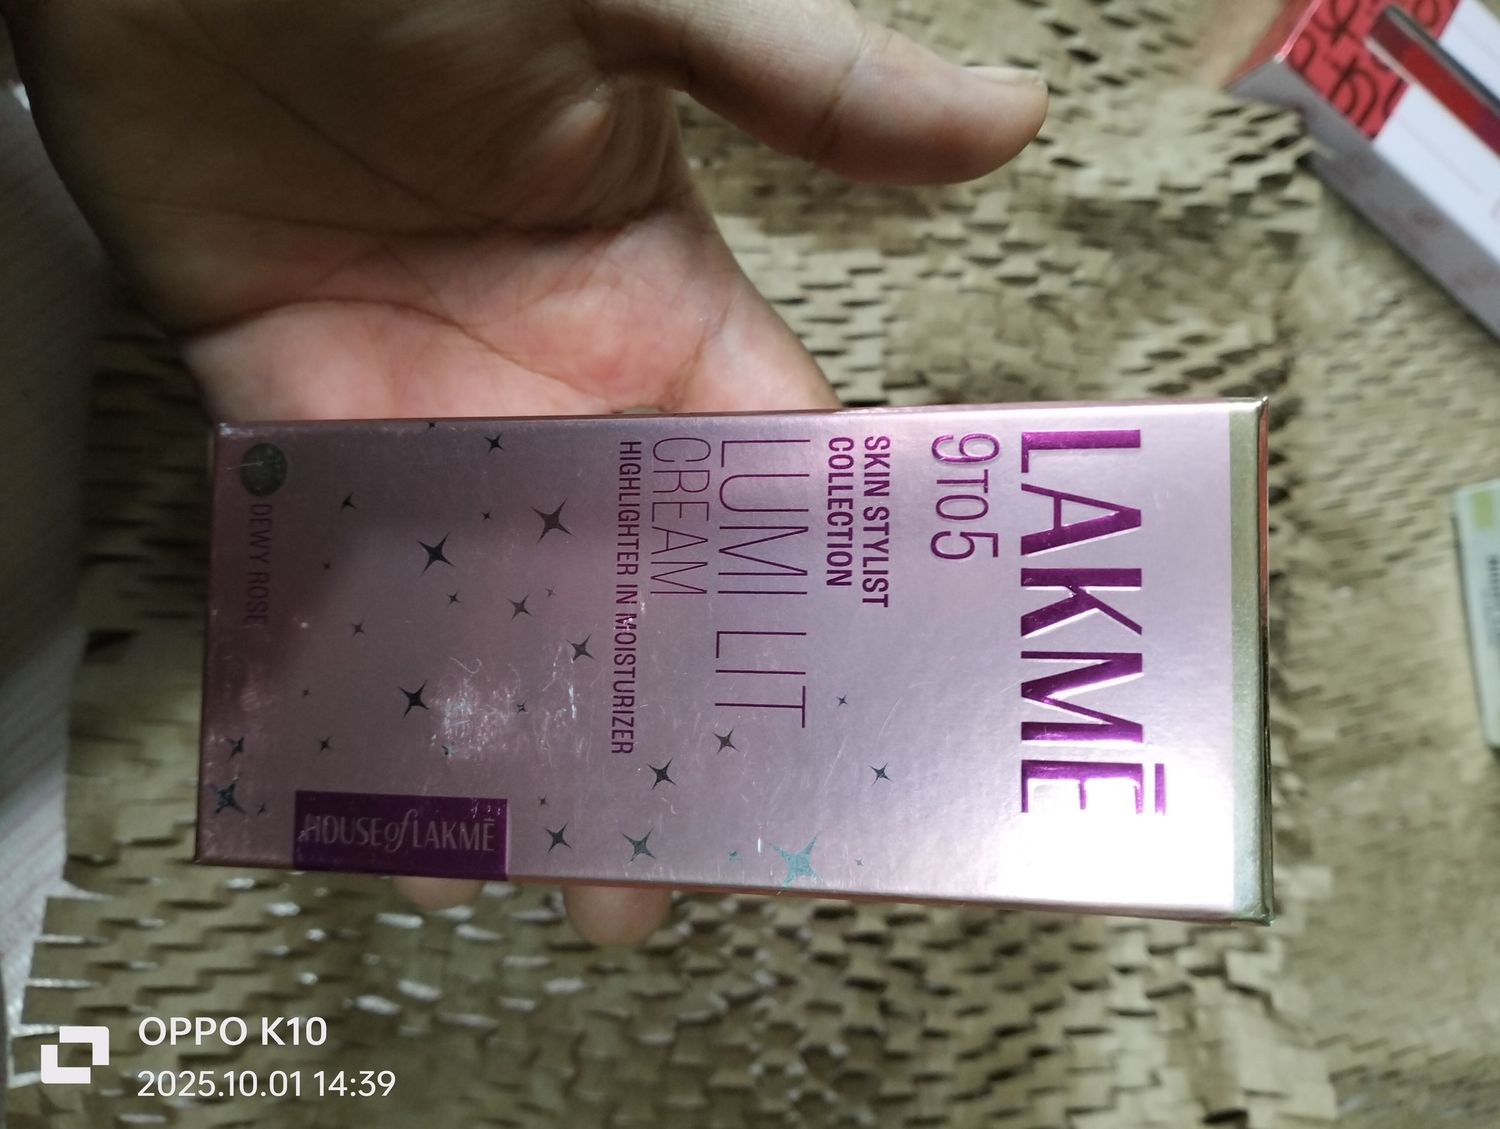 LAKMĒ
9TO5
SKIN STYLIST
COLLECTION
LUMI LIT
CREAM
HIGHLIGHTER IN MOISTURIZER
DEWY ROSE
HOUSE of LAKMĒ
OPPO K10
2025.10.01 14:39